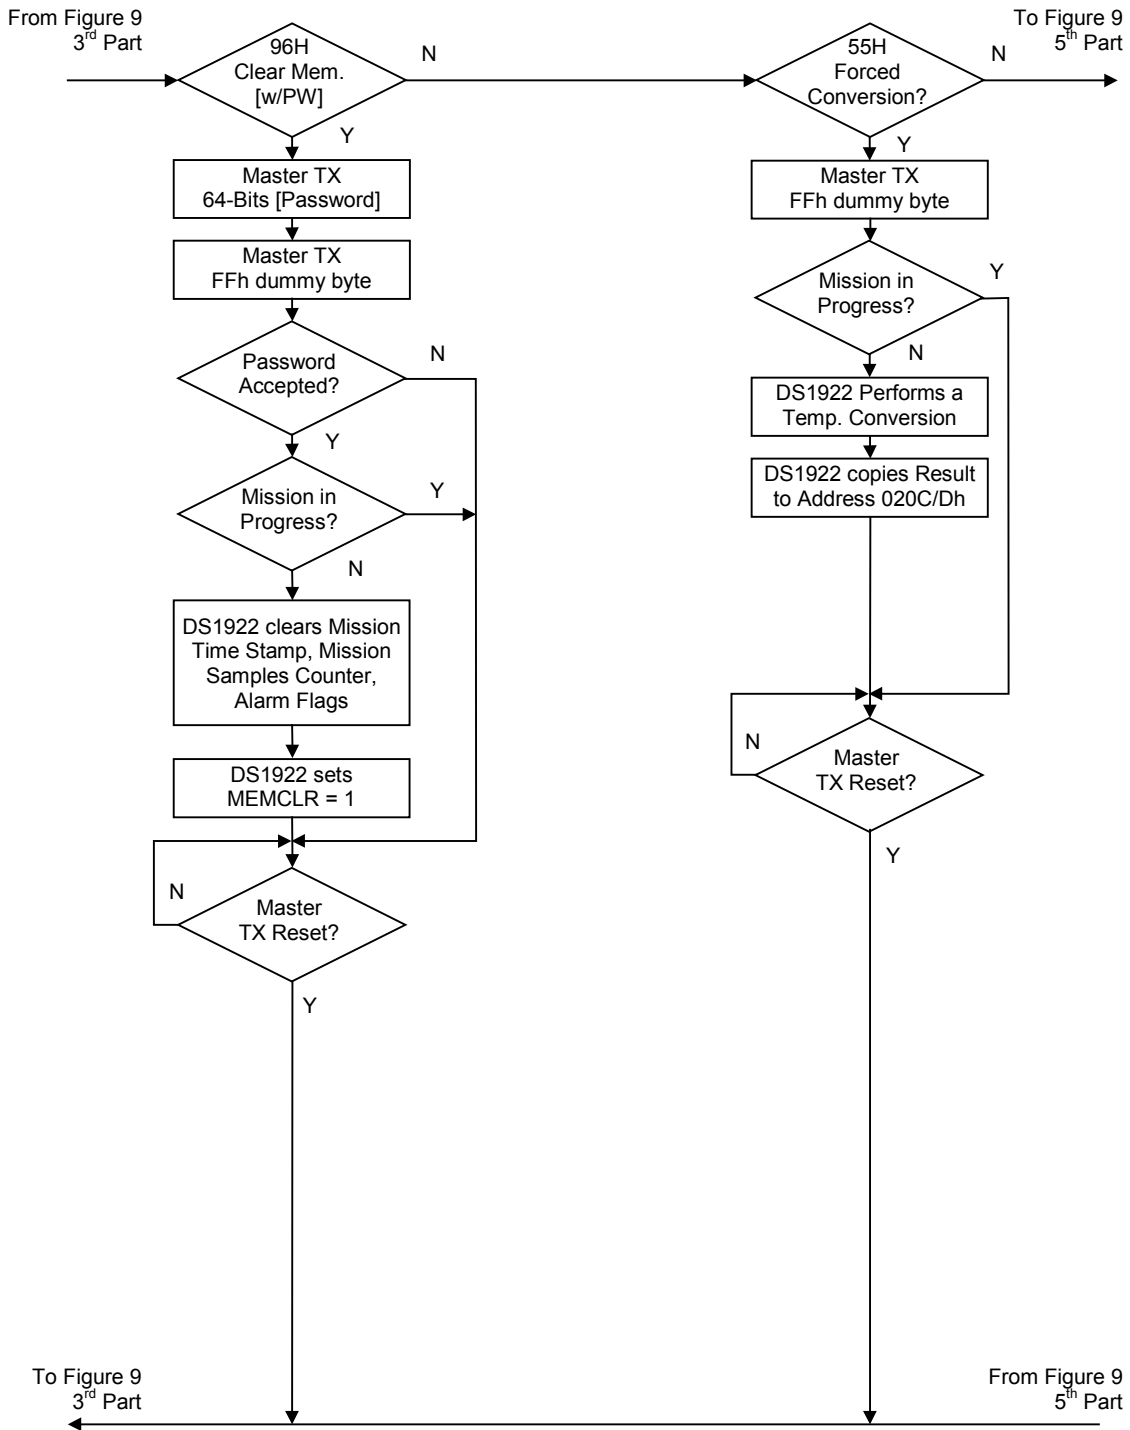 From Figure 9
3rd Part
To Figure 9
5th Part
96H
Clear Mem.
[w/PW]
N
Y
Master TX
64-Bits [Password]
Master TX
FFh dummy byte
Password
Accepted?
N
Y
Mission in
Progress?
Y
N
DS1922 clears Mission
Time Stamp, Mission
Samples Counter,
Alarm Flags
DS1922 sets
MEMCLR = 1
N
Master
TX Reset?
Y
55H
Forced
Conversion?
N
Y
Master TX
FFh dummy byte
Mission in
Progress?
Y
N
DS1922 Performs a
Temp. Conversion
DS1922 copies Result
to Address 020C/Dh
N
Master
TX Reset?
Y
To Figure 9
3rd Part
From Figure 9
5th Part